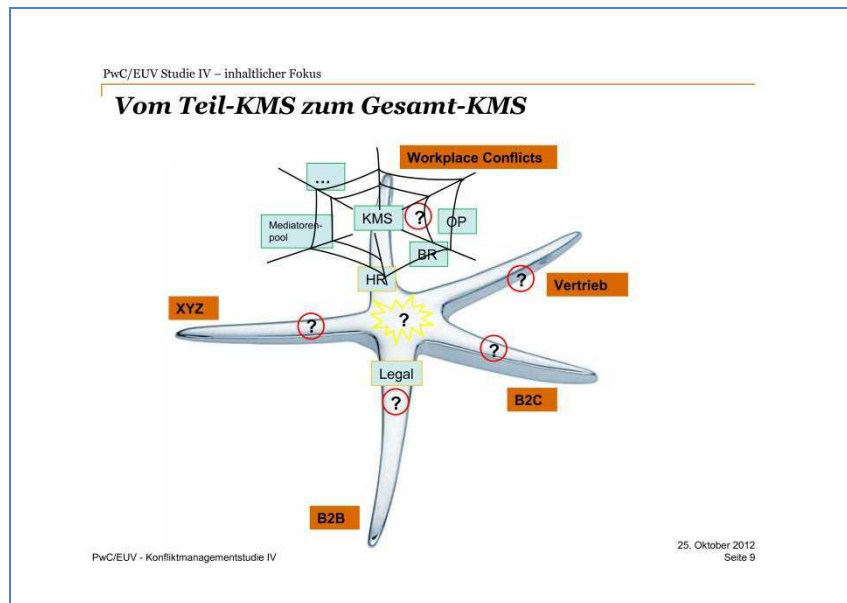 PwC/EUV Studie IV – inhaltlicher Fokus
Vom Teil-KMS zum Gesamt-KMS
Workplace Conflicts
...
KMS
?
OP
Mediatoren-
pool
BR
HR
?
Vertrieb
XYZ
?
?
?
Legal
?
B2C
B2B
25. Oktober 2012
PwC/EUV - Konfliktmanagementstudie IV
Seite 9